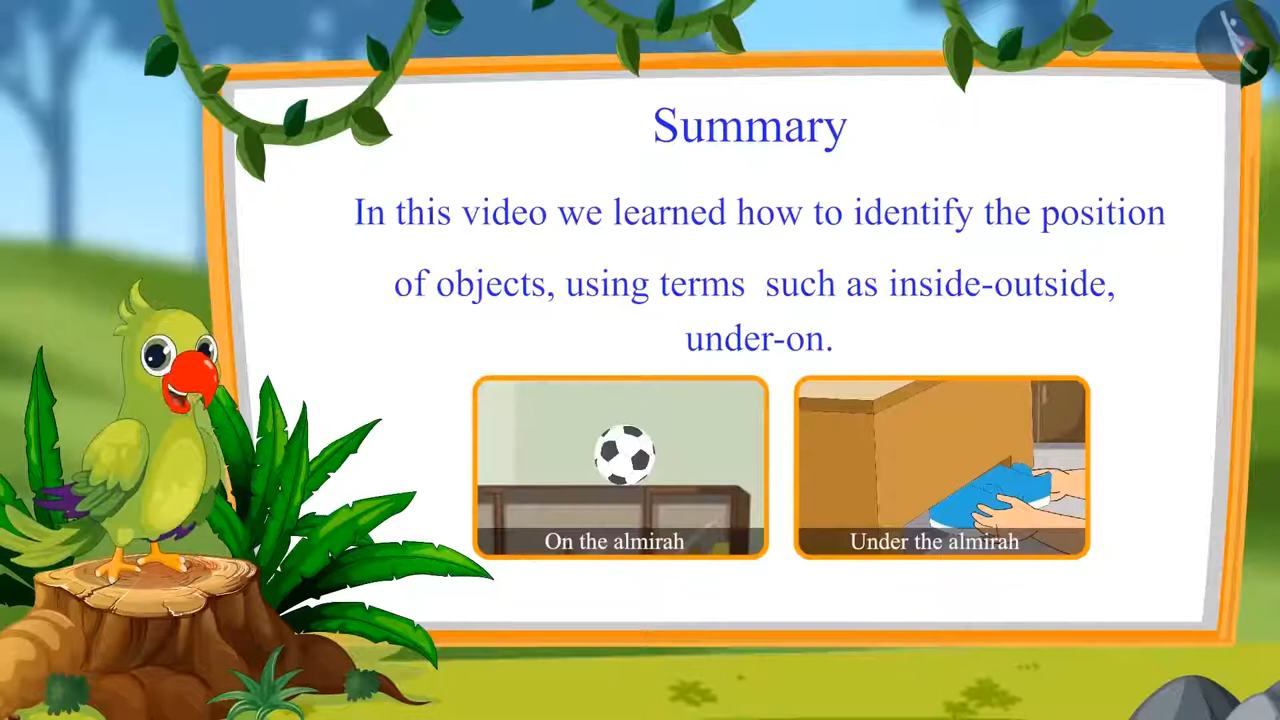 Summary
In this video we learned how to identify the position
of objects, using terms such as inside-outside,
under-on.
On the almirah
Under the almirah